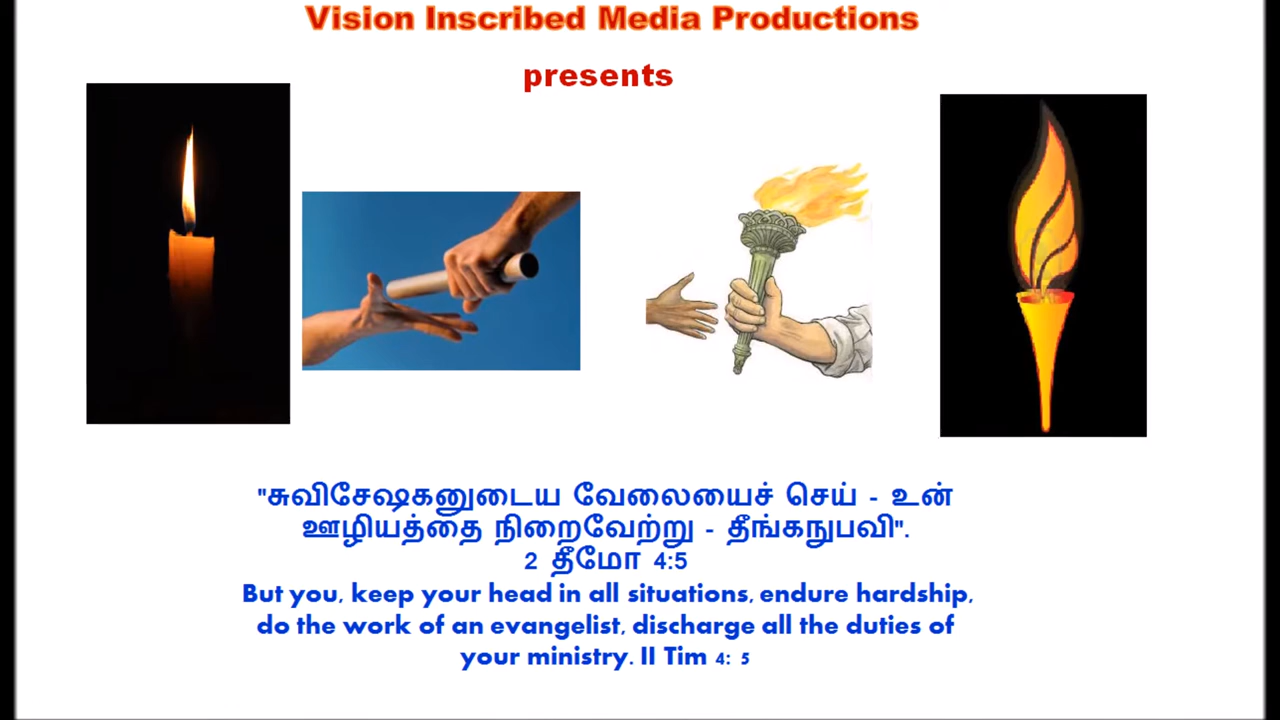 Vision Inscribed Media Productions
presents
"சுவிசேஷகனுடைய வேலையைச் செய் - உன்
ஊழியத்தை நிறைவேற்று - தீங்கநுபவி".
2 தீமோ 4:5
But you, keep your head in all situations, endure hardship,
do the work of an evangelist, discharge all the duties of
your ministry. II Tim 4: 5